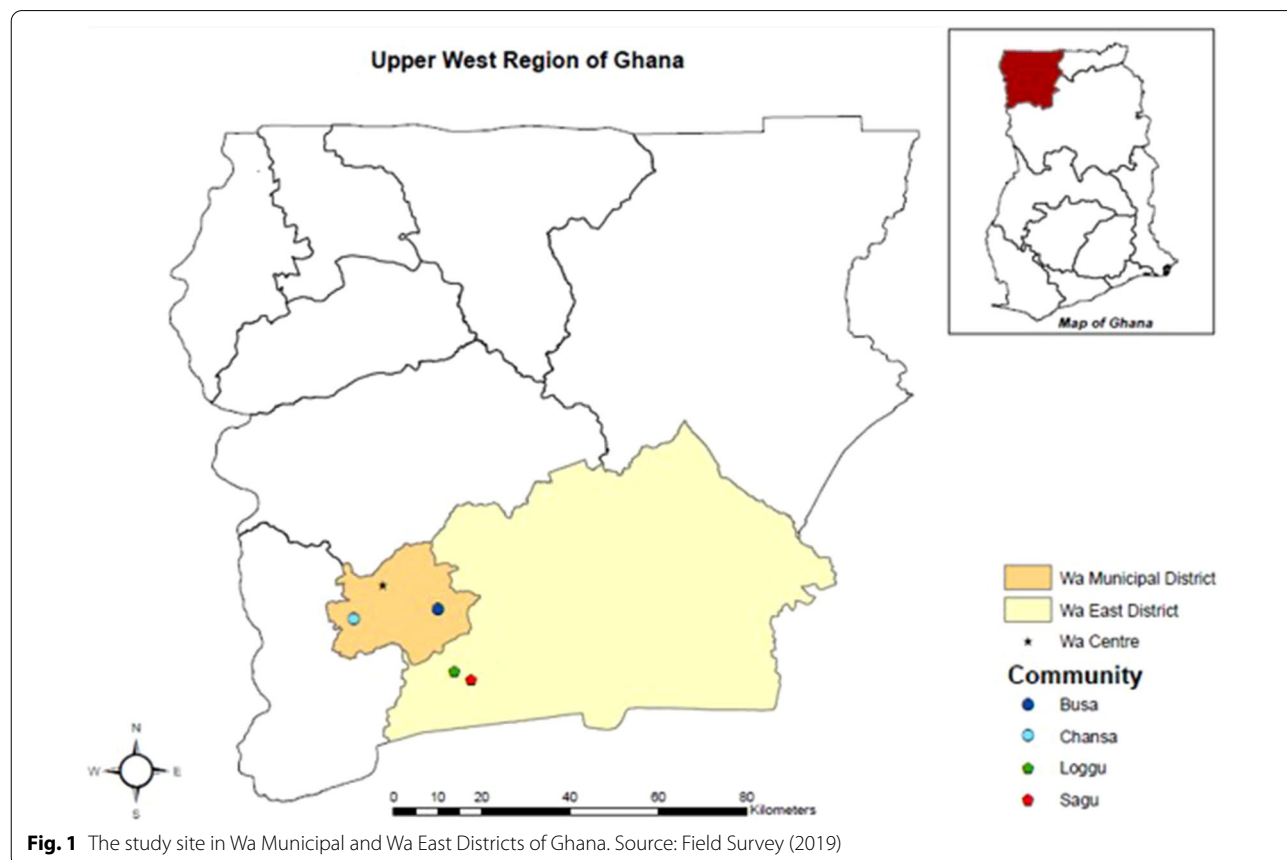 Upper West Region of Ghana
Map of Ghana
Wa Municipal District
Wa East District
Wa Centre
Community
Busa
Chansa
Loggu
Sagu
N
W E
S
0 10 20 40 60 80
Kilometers
Fig. 1 The study site in Wa Municipal and Wa East Districts of Ghana. Source: Field Survey (2019)